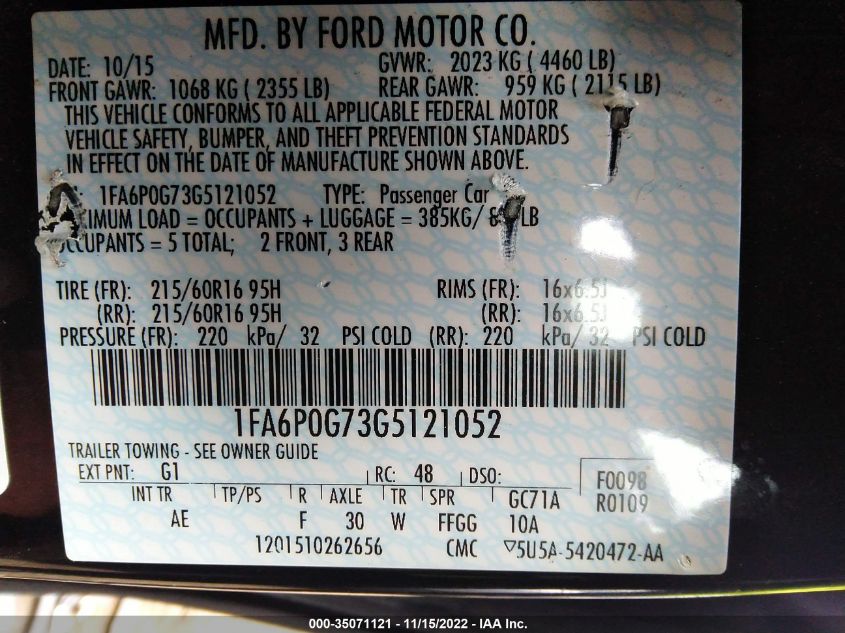 MFD. BY FORD MOTOR CO.
DATE: 10/15 GVWR: 2023 KG ( 4460 LB)
FRONT GAWR: 1068 KG ( 2355 LB) REAR GAWR: 959 KG ( 2115 LB)
THIS VEHICLE CONFORMS TO ALL APPLICABLE FEDERAL MOTOR
VEHICLE SAFETY, BUMPER, AND THEFT PREVENTION STANDARDS
IN EFFECT ON THE DATE OF MANUFACTURE SHOWN ABOVE.
1FA6P0G73G5121052 TYPE: Passenger Car
LOAD = OCCUPANTS + LUGGAGE = 385KG/ LB
= 5 TOTAL; 2 FRONT, 3 REAR
TIRE (FR): 215/60R16 95H RIMS (FR): 16x6.5J
(RR): 215/60R16 95H (RR): 16x6.5J
PRESSURE (FR): 220 kPa/ 32 PSI COLD (RR): 220 kPa/ 32 PSI COLD
1FA6P0G73G5121052
TRAILER TOWING - SEE OWNER GUIDE
EXT PNT: G1 RC: 48 DSO: F0098
INT TR TP/PS R AXLE TR SPR GC71A R0109
AE F 30 W FFGG 10A
1201510262656 CMC ▽5U5A-5420472-AA
000-35071121 - 11/15/2022 - IAA Inc.